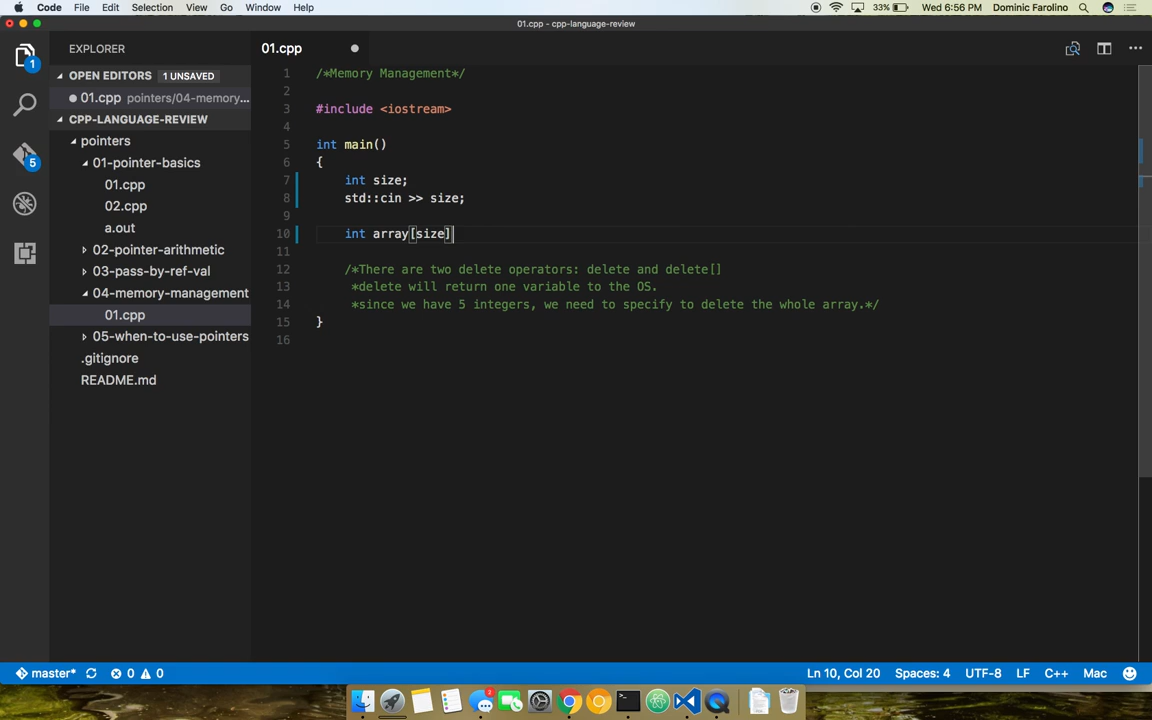 Code File Edit Selection View Go Window Help 33% Wed 6:56 PM Dominic Farolino
01.cpp - cpp-language-review
EXPLORER
01.cpp
OPEN EDITORS 1 UNSAVED
01.cpp pointers/04-memory...
CPP-LANGUAGE-REVIEW
pointers
01-pointer-basics
01.cpp
02.cpp
a.out
02-pointer-arithmetic
03-pass-by-ref-val
04-memory-management
01.cpp
05-when-to-use-pointers
.gitignore
README.md
1
5
1 /*Memory Management*/
2
3 #include <iostream>
4
5 int main()
6 {
7 int size;
8 std::cin >> size;
9
10 int array[size]
11
12 /*There are two delete operators: delete and delete[]
13 *delete will return one variable to the OS.
14 *since we have 5 integers, we need to specify to delete the whole array.*/
15 }
16
master* 0 0 Ln 10, Col 20 Spaces: 4 UTF-8 LF C++ Mac